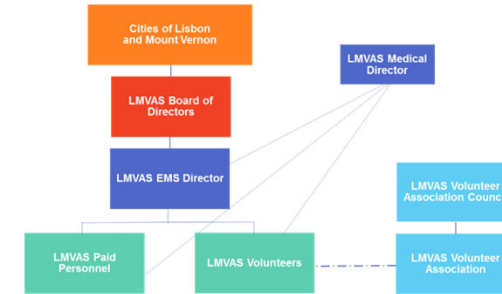 Cities of Lisbon
and Mount Vernon
LMVAS Medical
Director
LMVAS Board of
Directors
LMVAS EMS Director
LMVAS Volunteer
Association Council
LMVAS Paid
Personnel
LMVAS Volunteers
LMVAS Volunteer
Association